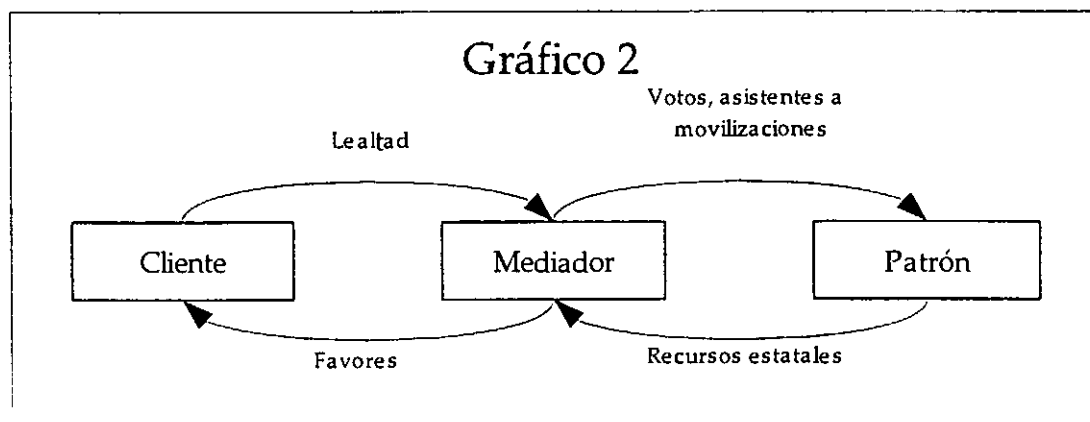 Gráfico 2
Votos, asistentes a
movilizaciones
Lealtad
Cliente
Mediador
Patrón
Favores
Recursos estatales